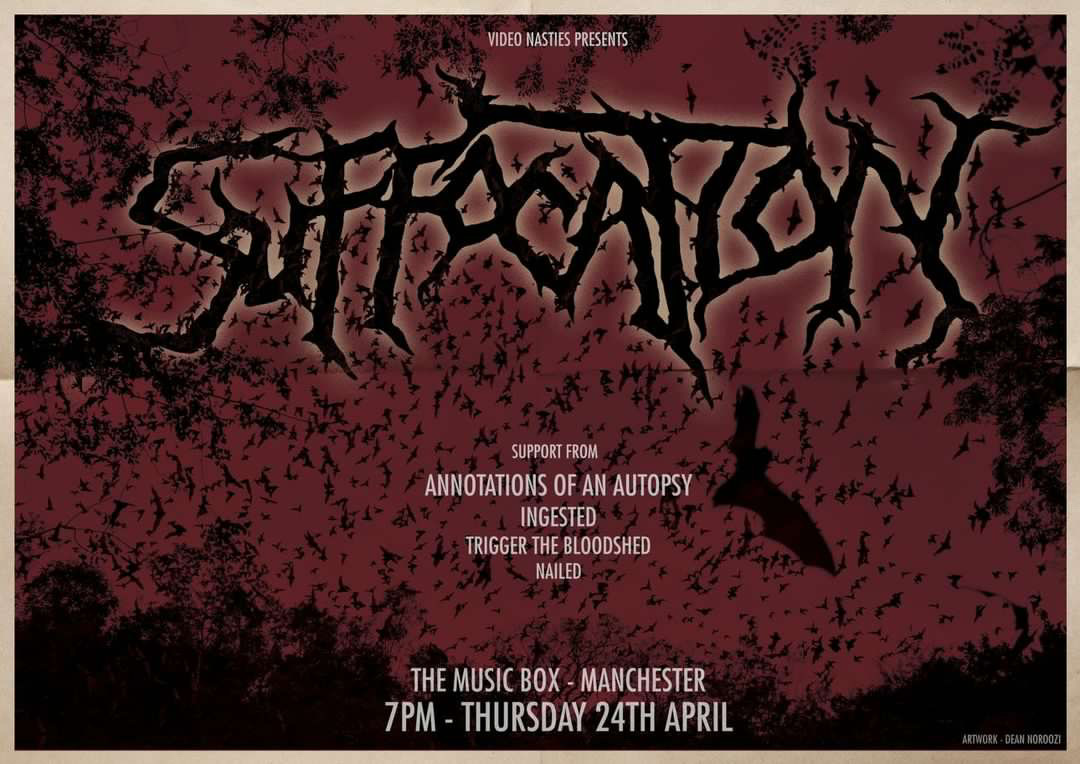 VIDEO NASTIES PRESENTS
SUFFOCATION
SUPPORT FROM
ANNOTATIONS OF AN AUTOPSY
INGESTED
TRIGGER THE BLOODSHED
NAILED
THE MUSIC BOX - MANCHESTER
7PM - THURSDAY 24TH APRIL
ARTWORK - DEAN NOROOZI